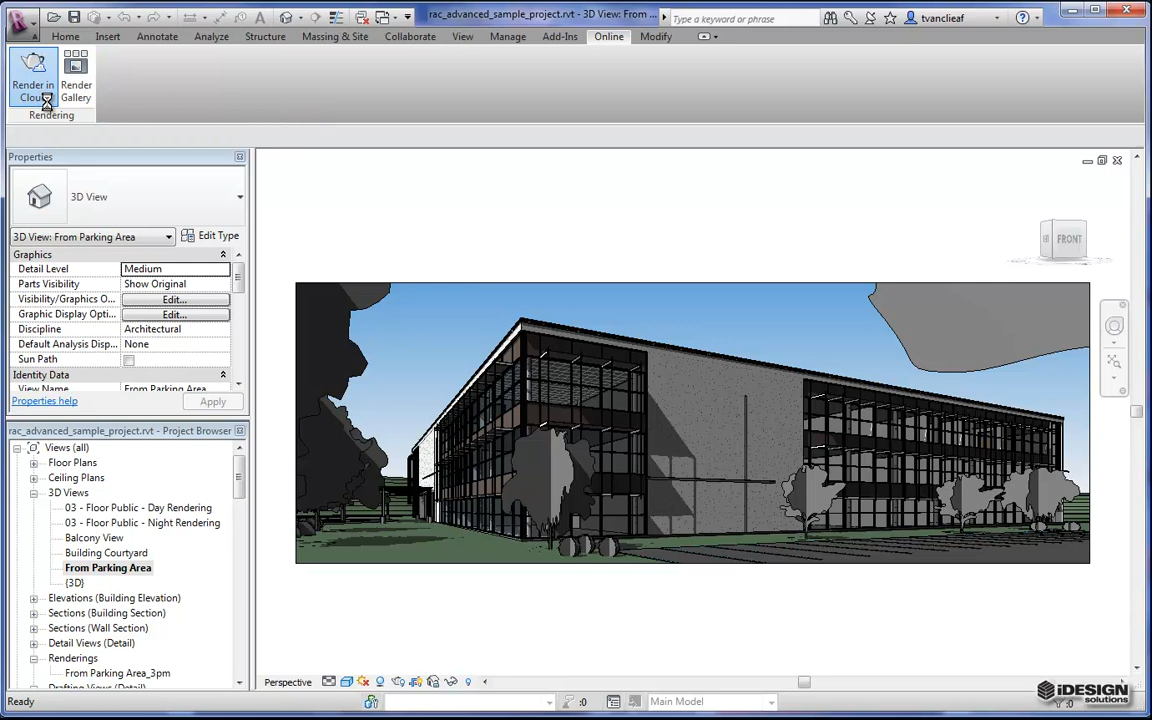 rac_advanced_sample_project.rvt - 3D View: From ...
Type a keyword or phrase
tvanclieaf
Home Insert Annotate Analyze Structure Massing & Site Collaborate View Manage Add-Ins Online Modify
Render in
Cloud
Render
Gallery
Rendering
Properties
3D View
3D View: From Parking Area
Edit Type
Graphics
Detail Level Medium
Parts Visibility Show Original
Visibility/Graphics O... Edit...
Graphic Display Opti... Edit...
Discipline Architectural
Default Analysis Disp... None
Sun Path
Identity Data
View Name From Parking Area
Properties help
Apply
rac_advanced_sample_project.rvt - Project Browser
Views (all)
Floor Plans
Ceiling Plans
3D Views
03 - Floor Public - Day Rendering
03 - Floor Public - Night Rendering
Balcony View
Building Courtyard
From Parking Area
{3D}
Elevations (Building Elevation)
Sections (Building Section)
Sections (Wall Section)
Detail Views (Detail)
Renderings
From Parking Area_3pm
Drafting Views (Detail)
FRONT
Perspective
Ready
:0
Main Model
:0
iDESIGN
solutions